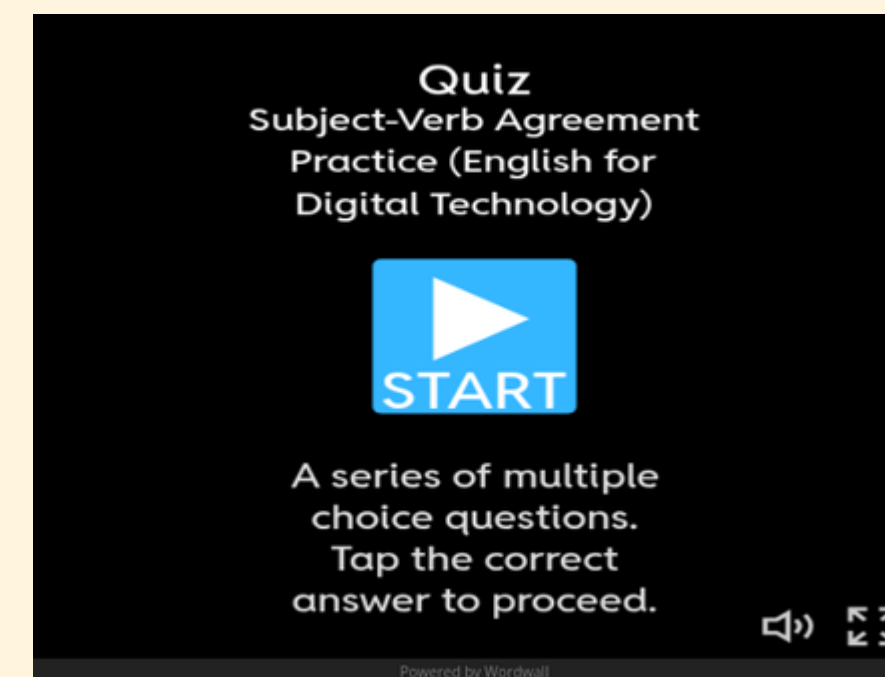 Quiz
Subject-Verb Agreement
Practice (English for
Digital Technology)
START
A series of multiple
choice questions.
Tap the correct
answer to proceed.
Powered by Wordwall